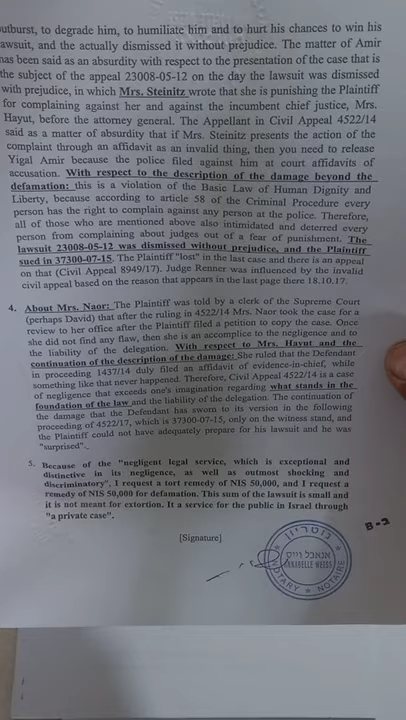 outburst, to degrade him, to humiliate him and to hurt his chances to win his
lawsuit, and the actually dismissed it without prejudice. The matter of Amir
has been said as an absurdity with respect to the presentation of the case that is
the subject of the appeal 23008-05-12 on the day the lawsuit was dismissed
with prejudice, in which Mrs. Steinitz wrote that she is punishing the Plaintiff
for complaining against her and against the incumbent chief justice, Mrs.
Hayut, before the attorney general. The Appellant in Civil Appeal 4522/14
said as a matter of absurdity that if Mrs. Steinitz presents the action of the
complaint through an affidavit as an invalid thing, then you need to release
Yigal Amir because the police filed against him at court affidavits of
accusation. With respect to the description of the damage beyond the
defamation: this is a violation of the Basic Law of Human Dignity and
Liberty, because according to article 58 of the Criminal Procedure every
person has the right to complain against any person at the police. Therefore,
all of those who are mentioned above also intimidated and deterred every
person from complaining about judges out of a fear of punishment. The
lawsuit 23008-05-12 was dismissed without prejudice, and the Plaintiff
sued in 37300-07-15. The Plaintiff "lost" in the last case and there is an appeal
on that (Civil Appeal 8949/17). Judge Renner was influenced by the invalid
civil appeal based on the reason that appears in the last page there 18.10.17.
4. About Mrs. Naor: The Plaintiff was told by a clerk of the Supreme Court
(perhaps David) that after the ruling in 4522/14 Mrs. Naor took the case for a
review to her office after the Plaintiff filed a petition to copy the case. Once
she did not find any flaw, then she is an accomplice to the negligence and to
the liability of the delegation. With respect to Mrs. Hayut and the
continuation of the description of the damage: She ruled that the Defendant
in proceeding 1437/14 duly filed an affidavit of evidence-in-chief, while
something like that never happened. Therefore, Civil Appeal 4522/14 is a case
of negligence that exceeds one's imagination regarding what stands in the
foundation of the law and the liability of the delegation. The continuation of
the damage that the Defendant has sworn to its version in the following
proceeding of 4522/17, which is 37300-07-15, only on the witness stand, and
the Plaintiff could not have adequately prepare for his lawsuit and he was
"surprised".
5. Because of the "negligent legal service, which is exceptional and
distinctive in its negligence, as well as outmost shocking and
discriminatory", I request a tort remedy of NIS 50,000, and I request a
remedy of NIS 50,000 for defamation. This sum of the lawsuit is small and
it is not meant for extortion. It a service for the public in Israel through
"a private case".
[Signature]
נוטריון
אנאבל וייס
ANNABELLE WEISS
NOTARY ★ NOTAIRE
B-2